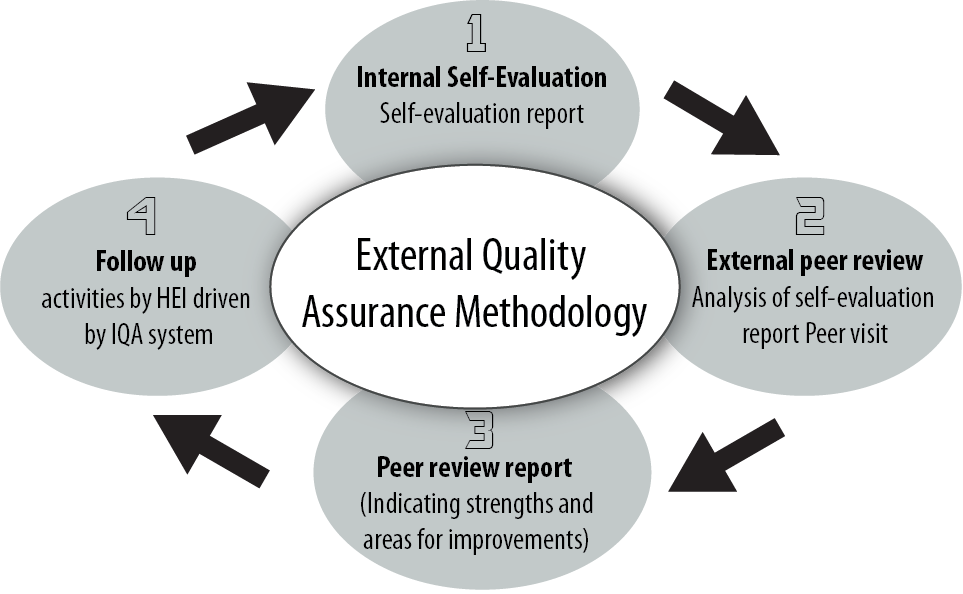 1
Internal Self-Evaluation
Self-evaluation report
2
External peer review
Analysis of self-evaluation
report Peer visit
3
Peer review report
(Indicating strengths and
areas for improvements)
4
Follow up
activities by HEI driven
by IQA system
External Quality
Assurance Methodology